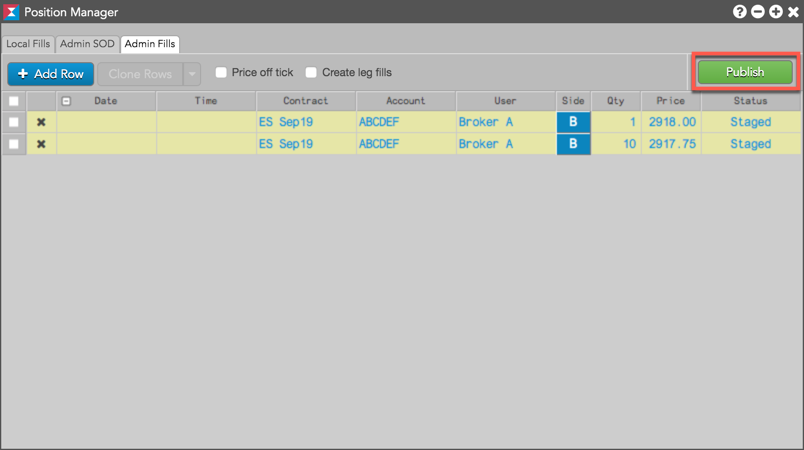 Position Manager
Local Fills Admin SOD Admin Fills
+ Add Row Clone Rows Price off tick Create leg fills Publish
Date Time Contract Account User Side Qty Price Status
ES Sep19 ABCDEF Broker A B 1 2918.00 Staged
ES Sep19 ABCDEF Broker A B 10 2917.75 Staged